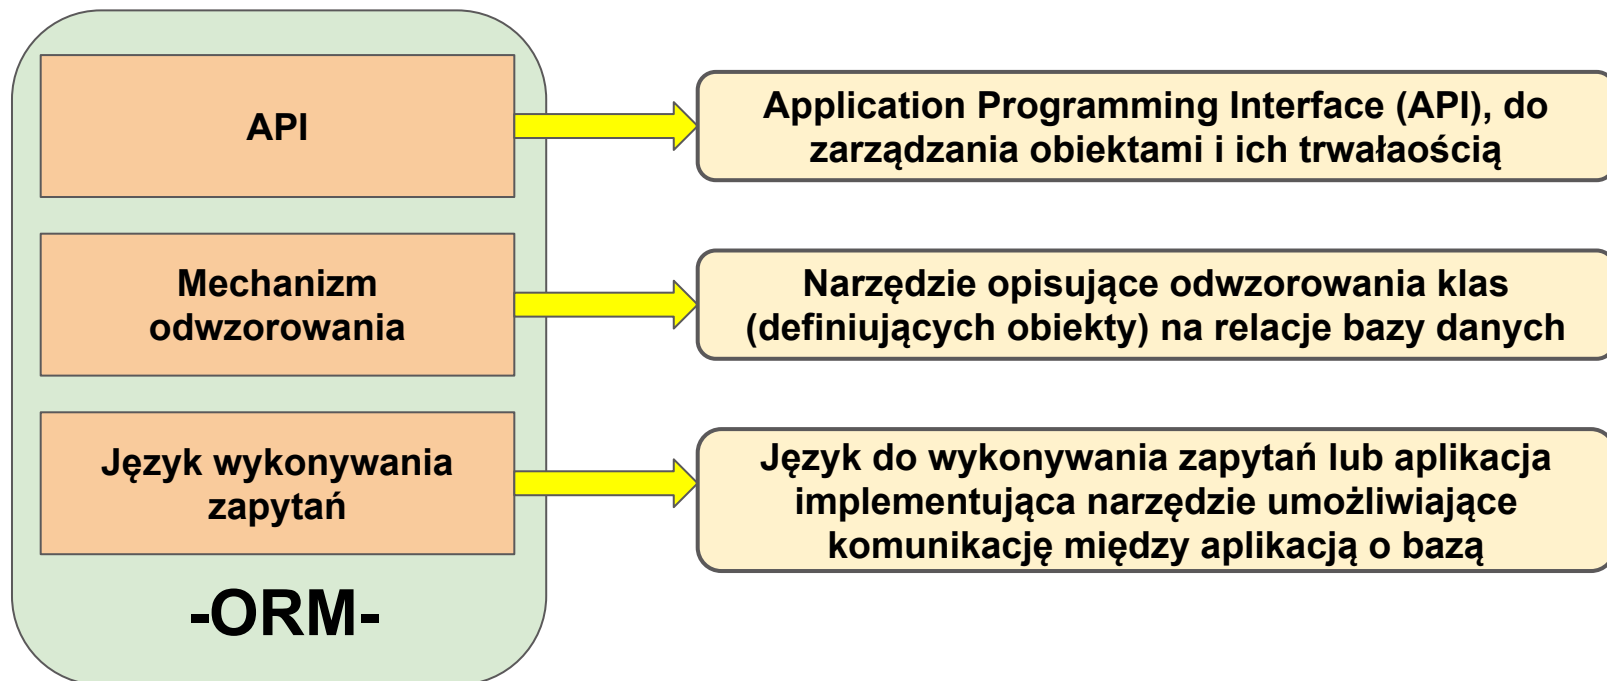 API
Application Programming Interface (API), do
zarządzania obiektami i ich trwałaością
Mechanizm
odwzorowania
Narzędzie opisujące odwzorowania klas
(definiujących obiekty) na relacje bazy danych
Język wykonywania
zapytań
Język do wykonywania zapytań lub aplikacja
implementująca narzędzie umożliwiające
komunikację między aplikacją o bazą
-ORM-